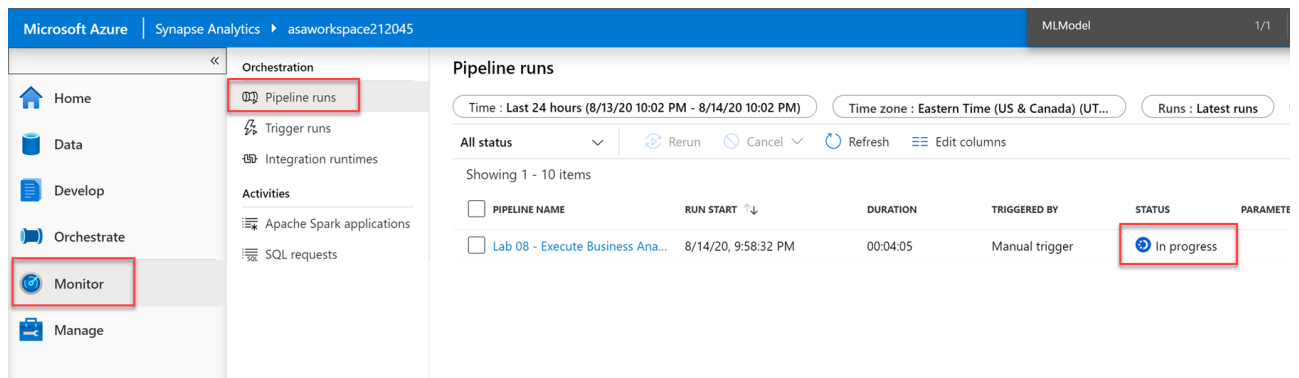 Microsoft Azure | Synapse Analytics ▸ asaworkspace212045
MLModel 1/1
«
Home
Data
Develop
Orchestrate
Monitor
Manage
Orchestration
Pipeline runs
Trigger runs
Integration runtimes
Activities
Apache Spark applications
SQL requests
Pipeline runs
Time : Last 24 hours (8/13/20 10:02 PM - 8/14/20 10:02 PM) Time zone : Eastern Time (US & Canada) (UT... Runs : Latest runs
All status Rerun Cancel Refresh Edit columns
Showing 1 - 10 items
PIPELINE NAME RUN START ↑↓ DURATION TRIGGERED BY STATUS PARAMETE
Lab 08 - Execute Business Ana... 8/14/20, 9:58:32 PM 00:04:05 Manual trigger In progress